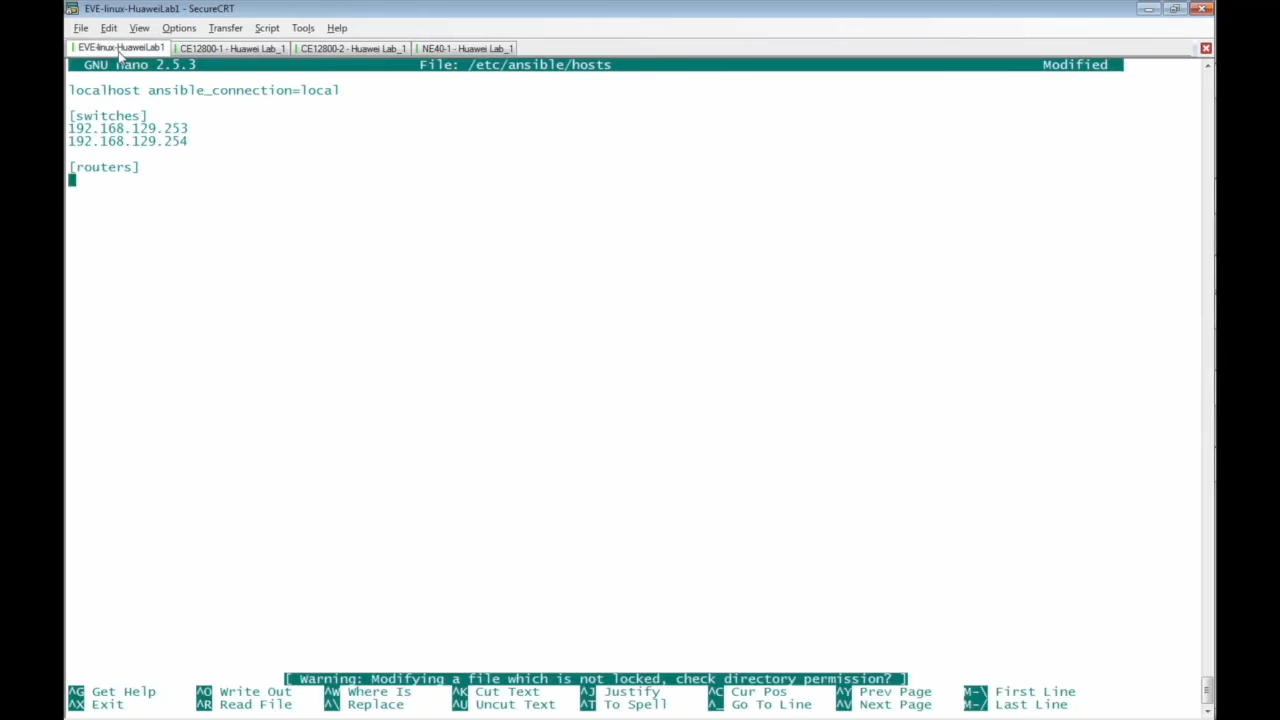 EVE-linux-HuaweiLab1 - SecureCRT
File Edit View Options Transfer Script Tools Help
EVE-linux-HuaweiLab1 CE12800-1 - Huawei Lab_1 CE12800-2 - Huawei Lab_1 NE40-1 - Huawei Lab_1
GNU nano 2.5.3 File: /etc/ansible/hosts Modified
localhost ansible_connection=local
[switches]
192.168.129.253
192.168.129.254
[routers]
[ Warning: Modifying a file which is not locked, check directory permission? ]
^G Get Help ^O Write Out ^W Where Is ^K Cut Text ^J Justify ^C Cur Pos ^Y Prev Page M-\ First Line
^X Exit ^R Read File ^\ Replace ^U Uncut Text ^T To Spell ^_ Go To Line ^V Next Page M-/ Last Line